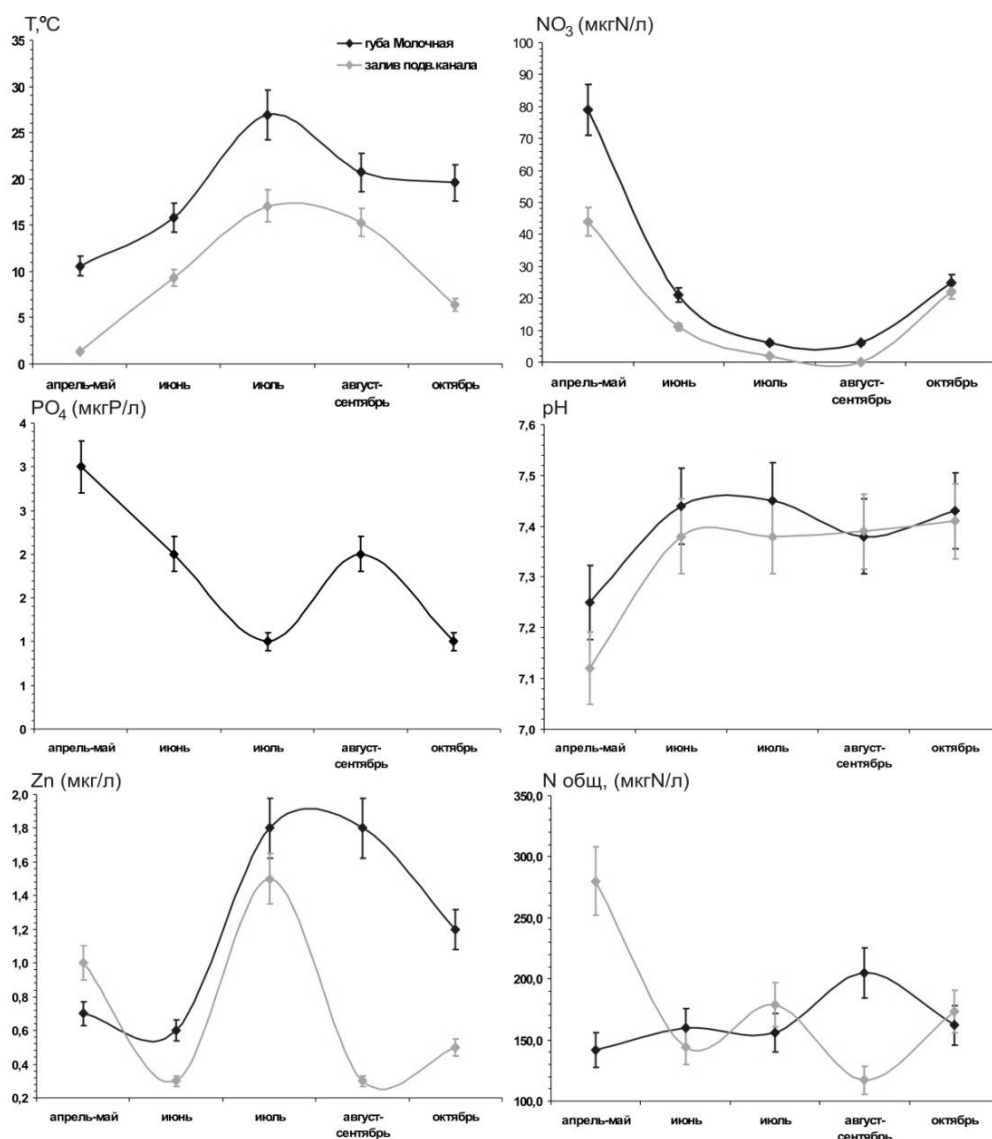 T,ºC
35
30
25
20
15
10
5
0
губа Молочная
залив подв.канала
апрель-май
июнь
июль
август-
сентябрь
октябрь
NO3 (мкгN/л)
100
90
80
70
60
50
40
30
20
10
0
апрель-май
июнь
июль
август-
сентябрь
октябрь
PO4 (мкгP/л)
4
3
3
2
2
1
1
0
апрель-май
июнь
июль
август-
сентябрь
октябрь
pH
7,6
7,5
7,4
7,3
7,2
7,1
7,0
апрель-май
июнь
июль
август-
сентябрь
октябрь
Zn (мкг/л)
2,0
1,8
1,6
1,4
1,2
1,0
0,8
0,6
0,4
0,2
апрель-май
июнь
июль
август-
сентябрь
октябрь
N общ, (мкгN/л)
350,0
300,0
250,0
200,0
150,0
100,0
апрель-май
июнь
июль
август-
сентябрь
октябрь